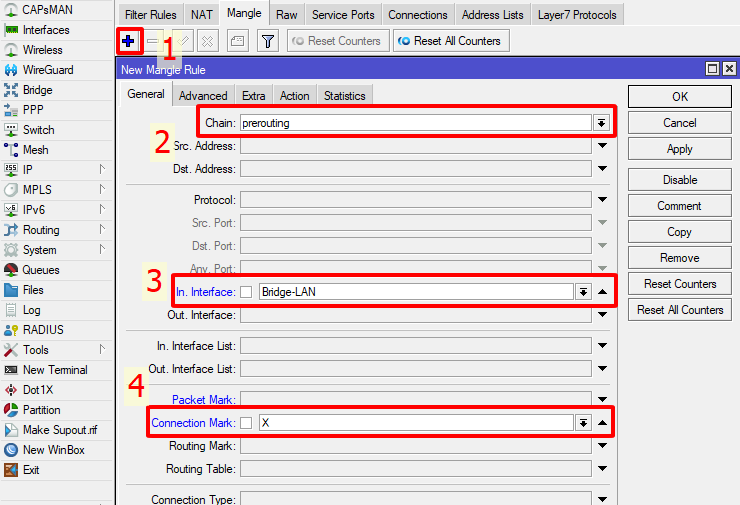 CAPsMAN
Interfaces
Wireless
WireGuard
Bridge
PPP
Switch
Mesh
IP
MPLS
IPv6
Routing
System
Queues
Files
Log
RADIUS
Tools
New Terminal
Dot1X
Partition
Make Supout.rif
New WinBox
Exit
Filter Rules NAT Mangle Raw Service Ports Connections Address Lists Layer7 Protocols
1 Reset Counters Reset All Counters
New Mangle Rule
General Advanced Extra Action Statistics
2 Chain: prerouting
Src. Address:
Dst. Address:
Protocol:
Src. Port:
Dst. Port:
Any. Port:
3 In. Interface: Bridge-LAN
Out. Interface:
In. Interface List:
Out. Interface List:
4 Packet Mark:
Connection Mark: X
Routing Mark:
Routing Table:
Connection Type:
OK
Cancel
Apply
Disable
Comment
Copy
Remove
Reset Counters
Reset All Counters